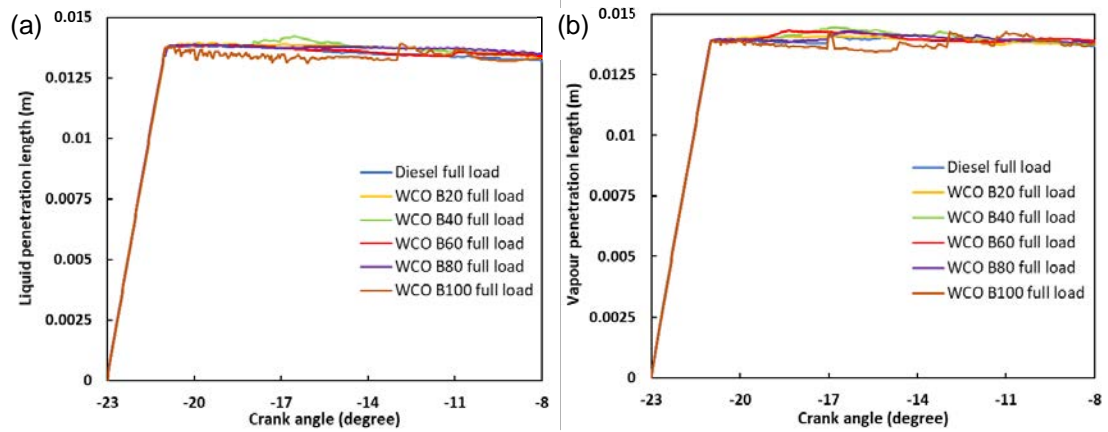 (a)
Liquid penetration length (m)
0.015
0.0125
0.01
0.0075
0.005
0.0025
0
-23
-20
-17
-14
-11
-8
Crank angle (degree)
Diesel full load
WCO B20 full load
WCO B40 full load
WCO B60 full load
WCO B80 full load
WCO B100 full load
(b)
Vapour penetration length (m)
0.015
0.0125
0.01
0.0075
0.005
0.0025
0
-23
-20
-17
-14
-11
-8
Crank angle (degree)
Diesel full load
WCO B20 full load
WCO B40 full load
WCO B60 full load
WCO B80 full load
WCO B100 full load